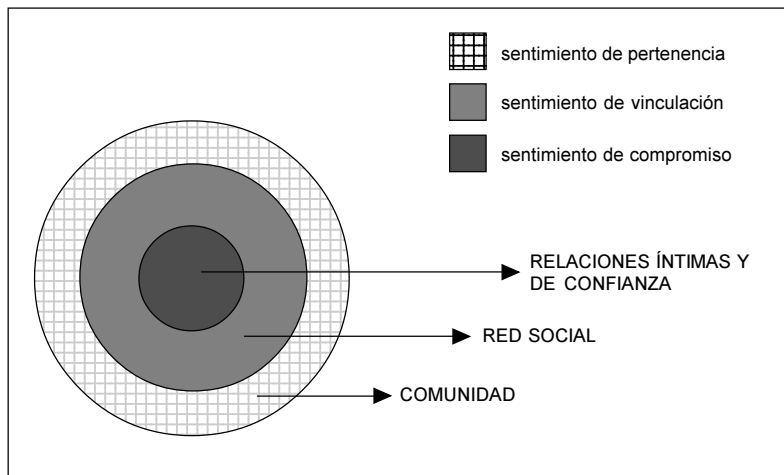 sentimiento de pertenencia
sentimiento de vinculación
sentimiento de compromiso
RELACIONES ÍNTIMAS Y
DE CONFIANZA
RED SOCIAL
COMUNIDAD